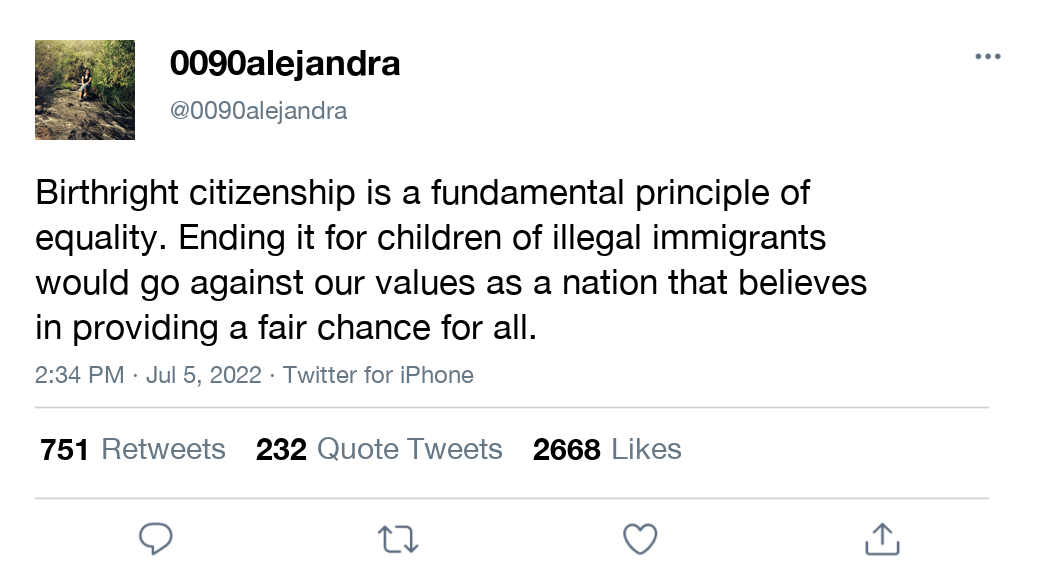 0090alejandra
@0090alejandra
Birthright citizenship is a fundamental principle of
equality. Ending it for children of illegal immigrants
would go against our values as a nation that believes
in providing a fair chance for all.
2:34 PM · Jul 5, 2022 · Twitter for iPhone
751 Retweets 232 Quote Tweets 2668 Likes